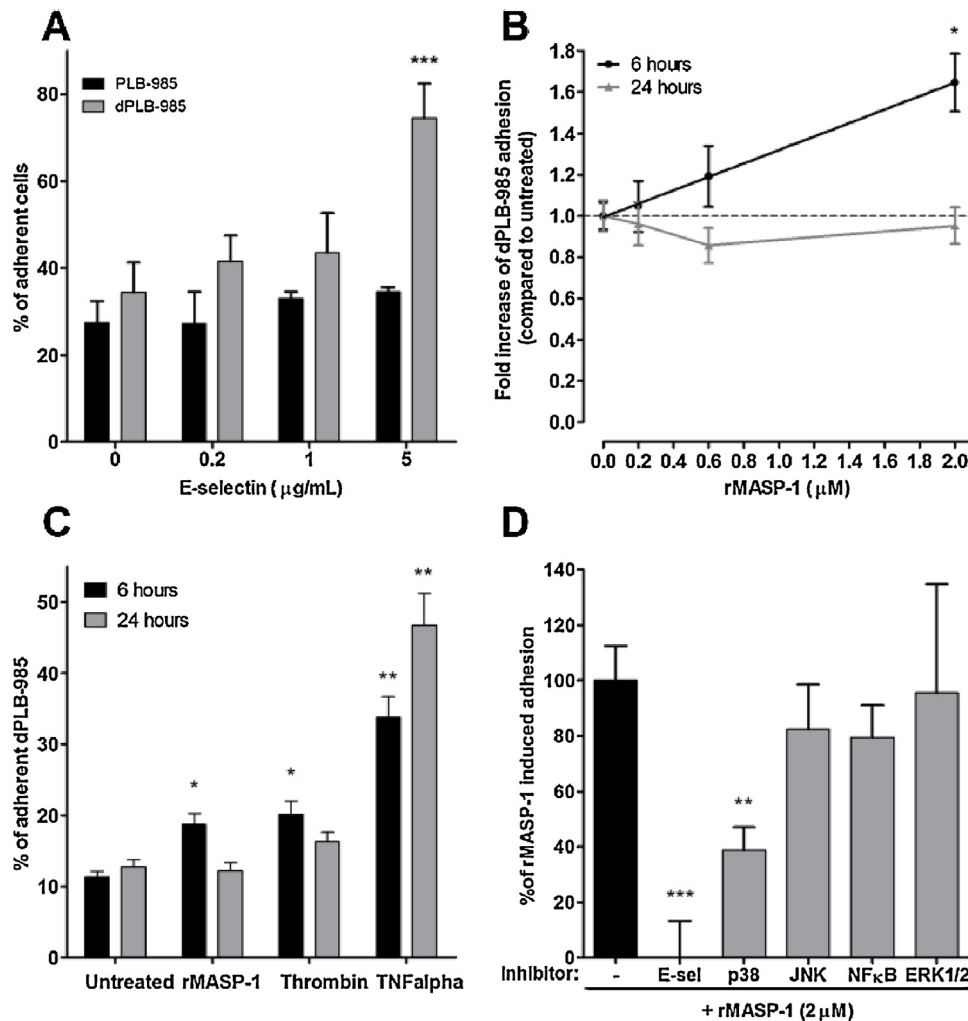 A
***
PLB-985
dPLB-985
80
60
40
20
0
% of adherent cells
0 0.2 1 5
E-selectin (μg/mL)
B
*
6 hours
24 hours
1.8
1.6
1.4
1.2
1.0
0.8
0.6
0.4
0.2
0.0
Fold increase of dPLB-985 adhesion
(compared to untreated)
0.0 0.2 0.4 0.6 0.8 1.0 1.2 1.4 1.6 1.8 2.0
rMASP-1 (μM)
C
6 hours
24 hours
50
40
30
20
10
0
% of adherent dPLB-985
* * ** **
Untreated rMASP-1 Thrombin TNFalpha
D
140
120
100
80
60
40
20
0
%of rMASP-1 induced adhesion
*** **
Inhibitor: - E-sel p38 JNK NFκB ERK1/2
+ rMASP-1 (2 μM)